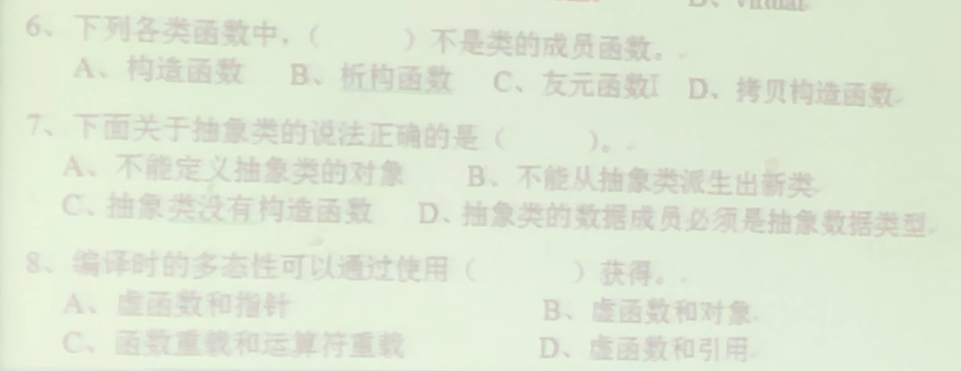 D、virtual
6、下列各类函数中，（　　）不是类的成员函数。
A、构造函数　B、析构函数　C、友元函数　D、拷贝构造函数
7、下面关于抽象类的说法正确的是（　　）。
A、不能定义抽象类的对象　B、不能从抽象类派生出新类
C、抽象类没有构造函数　D、抽象类的数据成员必须是抽象数据类型
8、编译时的多态性可以通过使用（　　）获得。
A、虚函数和指针　B、虚函数和对象
C、函数重载和运算符重载　D、虚函数和引用